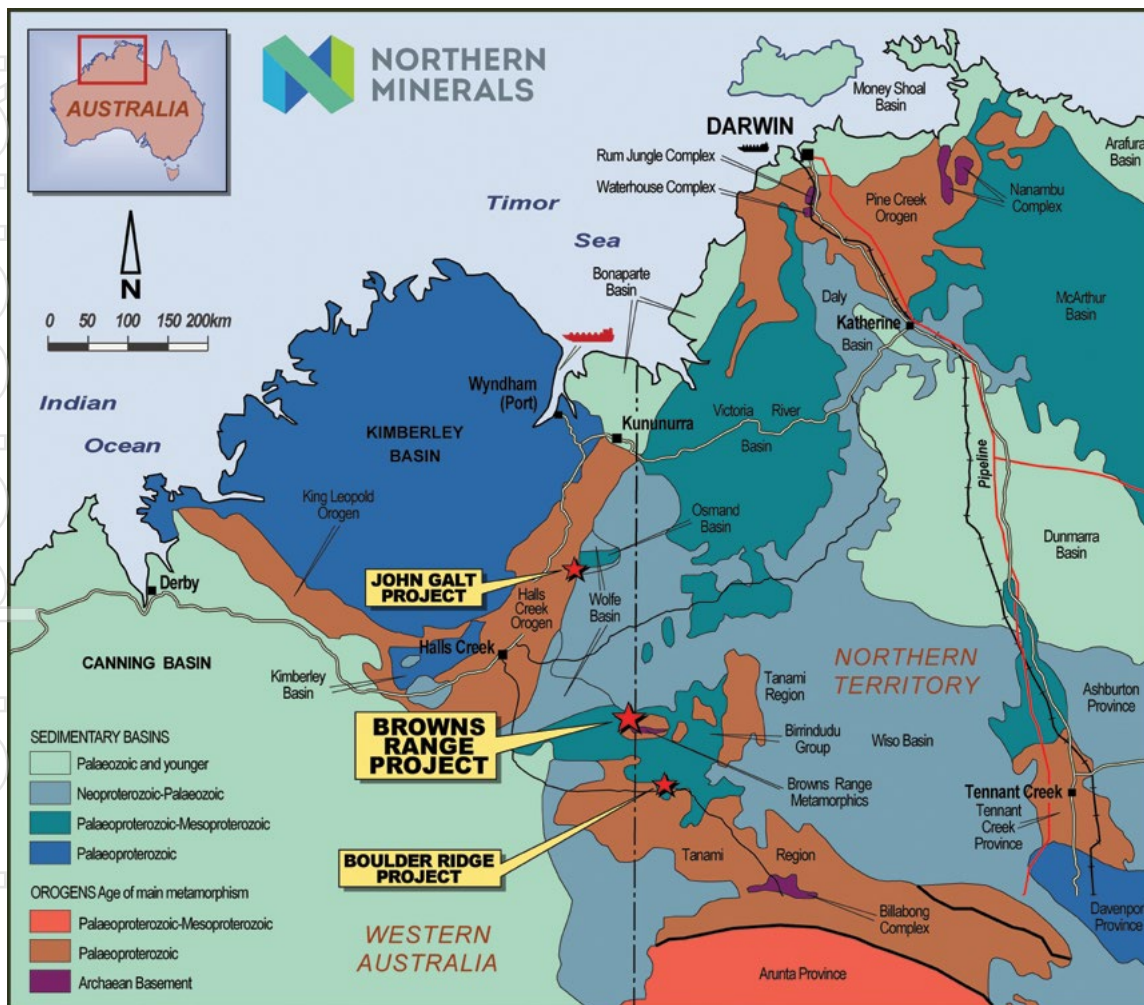 AUSTRALIA
NORTHERN
MINERALS
Money Shoal
Basin
DARWIN
Arafura
Basin
Rum Jungle Complex
Waterhouse Complex
Pine Creek
Orogen
Nanambu
Complex
Timor
Sea
N
Bonaparte
Basin
0 50 100 150 200km
Daly
Basin
Katherine
McArthur
Basin
Indian
Ocean
Wyndham
(Port)
Kununurra
Victoria River
Basin
KIMBERLEY
BASIN
Pipeline
King Leopold
Orogen
Osmand
Basin
Dunmarra
Basin
Derby
JOHN GALT
PROJECT
Halls
Creek
Orogen
Wolfe
Basin
Halls Creek
CANNING BASIN
Kimberley
Basin
NORTHERN
TERRITORY
Tanami
Region
Ashburton
Province
BROWNS
RANGE
PROJECT
Birrindudu
Group
Wiso Basin
Browns Range
Metamorphics
Tennant Creek
Tennant
Creek
Province
BOULDER RIDGE
PROJECT
Tanami Region
Billabong
Complex
Davenport
Province
WESTERN
AUSTRALIA
Arunta Province
SEDIMENTARY BASINS
Palaeozoic and younger
Neoproterozoic-Palaeozoic
Palaeoproterozoic-Mesoproterozoic
Palaeoproterozoic
OROGENS Age of main metamorphism
Palaeoproterozoic-Mesoproterozoic
Palaeoproterozoic
Archaean Basement